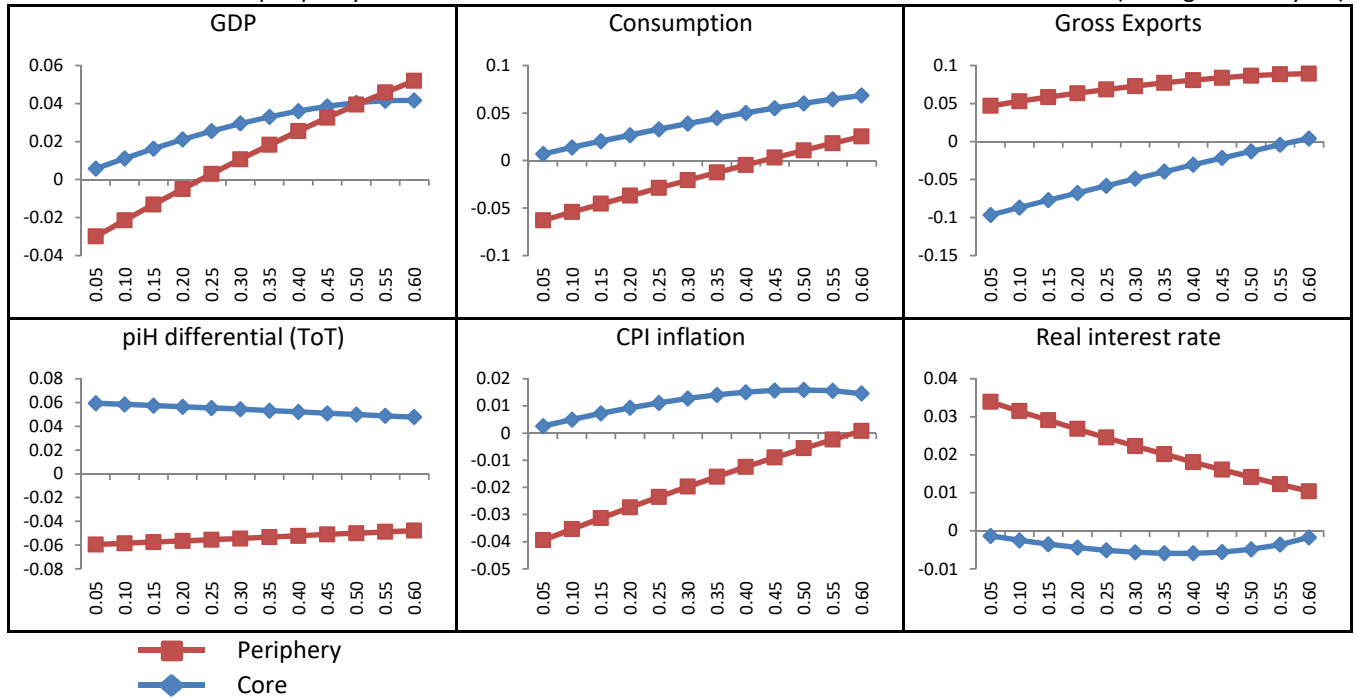 GDP
Consumption
Gross Exports
0.06
0.04
0.02
0
-0.02
-0.04
0.05 0.10 0.15 0.20 0.25 0.30 0.35 0.40 0.45 0.50 0.55 0.60
0.1
0.05
0
-0.05
-0.1
0.05 0.10 0.15 0.20 0.25 0.30 0.35 0.40 0.45 0.50 0.55 0.60
0.1
0.05
0
-0.05
-0.1
-0.15
0.05 0.10 0.15 0.20 0.25 0.30 0.35 0.40 0.45 0.50 0.55 0.60
piH differential (ToT)
CPI inflation
Real interest rate
0.08
0.06
0.04
0.02
0
-0.02
-0.04
-0.06
-0.08
0.05 0.10 0.15 0.20 0.25 0.30 0.35 0.40 0.45 0.50 0.55 0.60
0.02
0.01
0
-0.01
-0.02
-0.03
-0.04
-0.05
0.05 0.10 0.15 0.20 0.25 0.30 0.35 0.40 0.45 0.50 0.55 0.60
0.04
0.03
0.02
0.01
0
-0.01
0.05 0.10 0.15 0.20 0.25 0.30 0.35 0.40 0.45 0.50 0.55 0.60
Periphery
Core